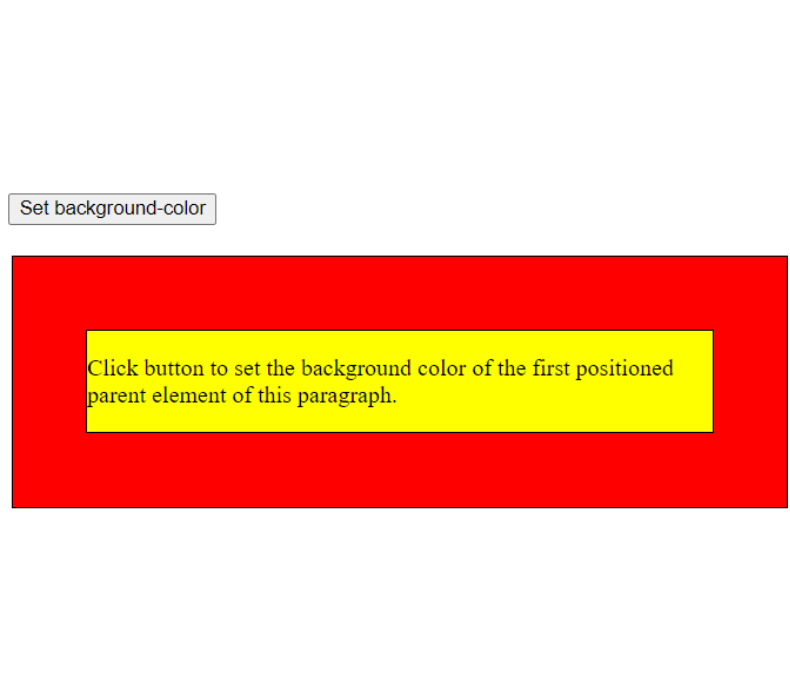 Set background-color
Click button to set the background color of the first positioned
parent element of this paragraph.